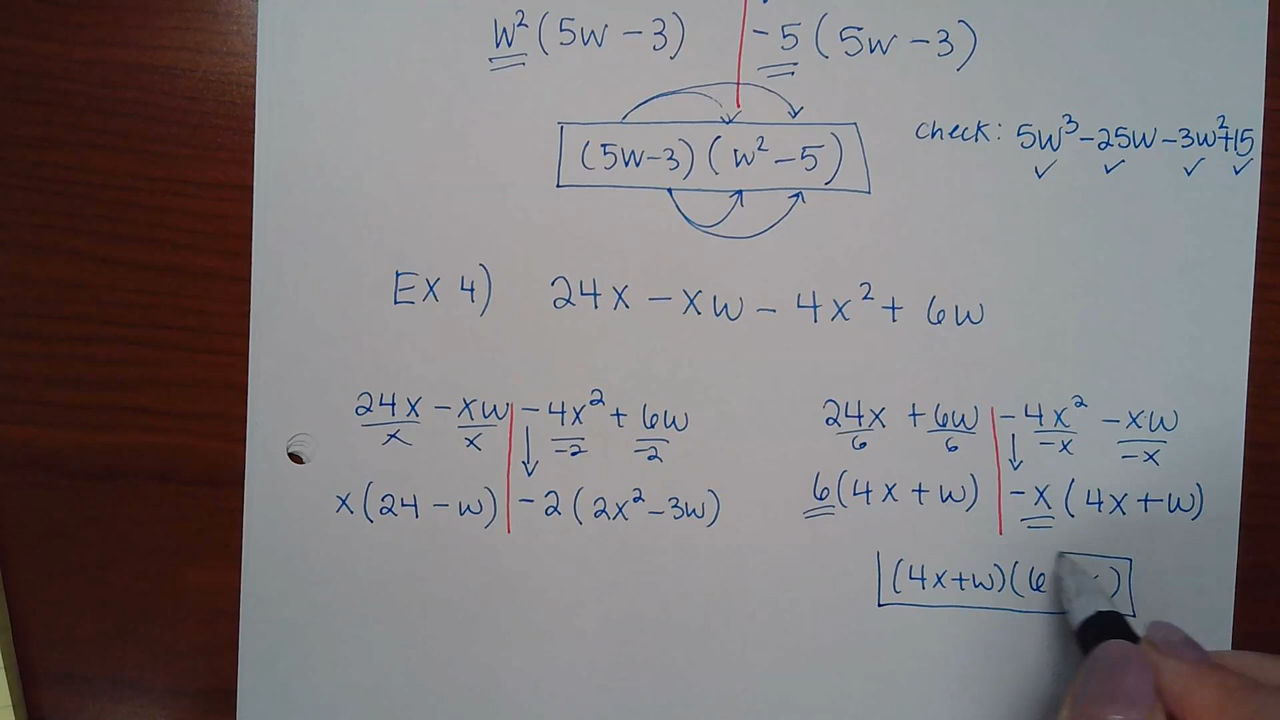 w²(5w-3) -5(5w-3)
(5w-3)(w²-5) check: 5w³-25w-3w²+15
✓ ✓ ✓ ✓
Ex 4) 24x - xw - 4x² + 6w
24x - xw - 4x² + 6w
x x -2 -2
x(24-w) -2(2x²-3w)
24x + 6w - 4x² - xw
6 6 -x -x
6(4x+w) -x(4x+w)
(4x+w)(6 )